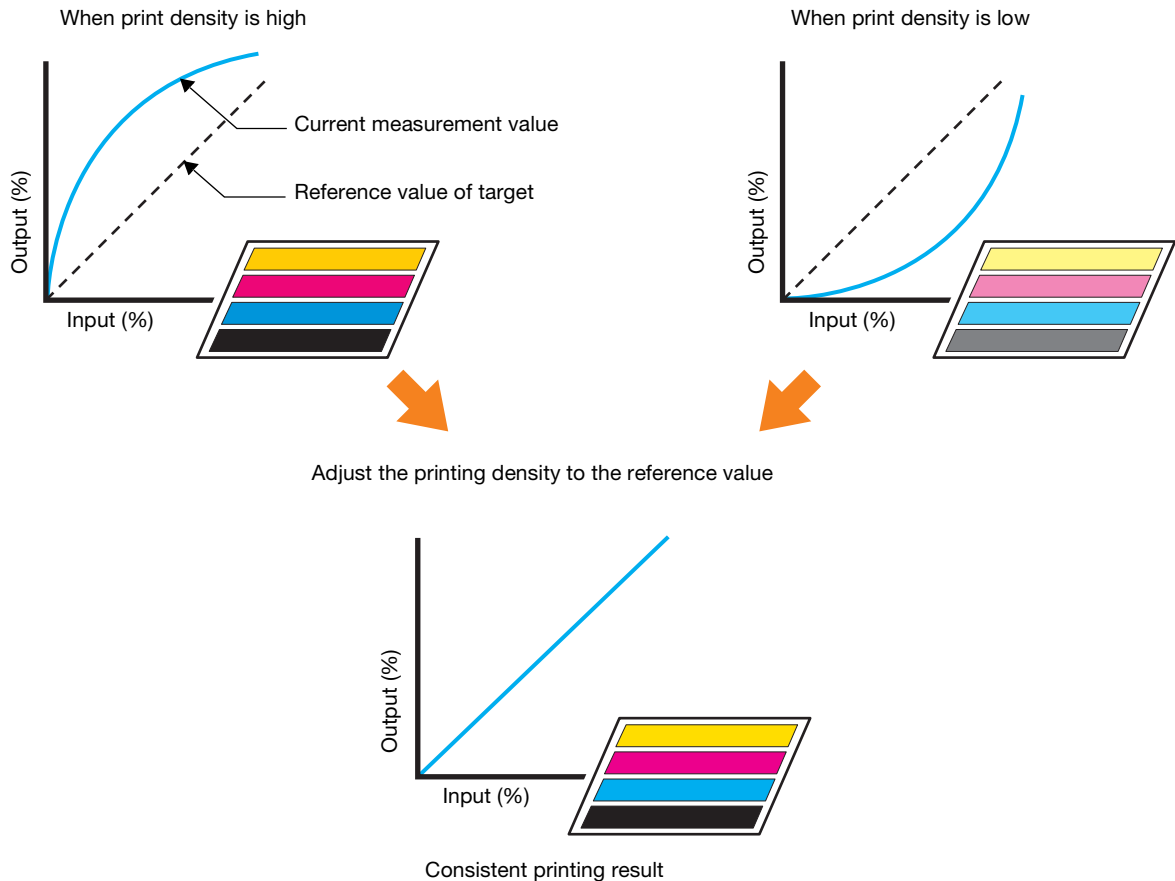 When print density is high
When print density is low
Current measurement value
Reference value of target
Output (%)
Input (%)
Output (%)
Input (%)
Adjust the printing density to the reference value
Output (%)
Input (%)
Consistent printing result